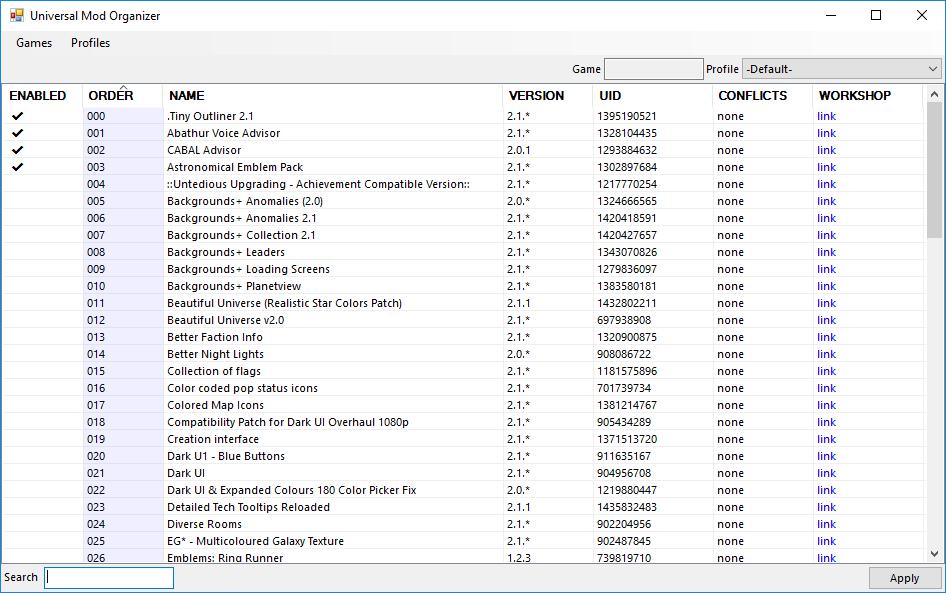 Universal Mod Organizer
Games Profiles
Game Profile -Default-
ENABLED ORDER NAME VERSION UID CONFLICTS WORKSHOP
000 .Tiny Outliner 2.1 2.1.* 1395190521 none link
001 Abathur Voice Advisor 2.1.* 1328104435 none link
002 CABAL Advisor 2.0.1 1293884632 none link
003 Astronomical Emblem Pack 2.1.* 1302897684 none link
004 ::Untedious Upgrading - Achievement Compatible Version:: 2.1.* 1217770254 none link
005 Backgrounds+ Anomalies (2.0) 2.0.* 1324666565 none link
006 Backgrounds+ Anomalies 2.1 2.1.* 1420418591 none link
007 Backgrounds+ Collection 2.1 2.1.* 1420427657 none link
008 Backgrounds+ Leaders 2.1.* 1343070826 none link
009 Backgrounds+ Loading Screens 2.1.* 1279836097 none link
010 Backgrounds+ Planetview 2.1.* 1383580181 none link
011 Beautiful Universe (Realistic Star Colors Patch) 2.1.1 1432802211 none link
012 Beautiful Universe v2.0 2.1.* 697938908 none link
013 Better Faction Info 2.1.* 1320900875 none link
014 Better Night Lights 2.0.* 908086722 none link
015 Collection of flags 2.1.* 1181575896 none link
016 Color coded pop status icons 2.1.* 701739734 none link
017 Colored Map Icons 2.1.* 1381214767 none link
018 Compatibility Patch for Dark UI Overhaul 1080p 2.1.* 905434289 none link
019 Creation interface 2.1.* 1371513720 none link
020 Dark U1 - Blue Buttons 2.1.* 911635167 none link
021 Dark UI 2.1.* 904956708 none link
022 Dark UI & Expanded Colours 180 Color Picker Fix 2.0.* 1219880447 none link
023 Detailed Tech Tooltips Reloaded 2.1.1 1435832483 none link
024 Diverse Rooms 2.1.* 902204956 none link
025 EG* - Multicoloured Galaxy Texture 2.1.* 902487845 none link
026 Emblems: Ring Runner 1.2.3 739819710 none link
Search Apply